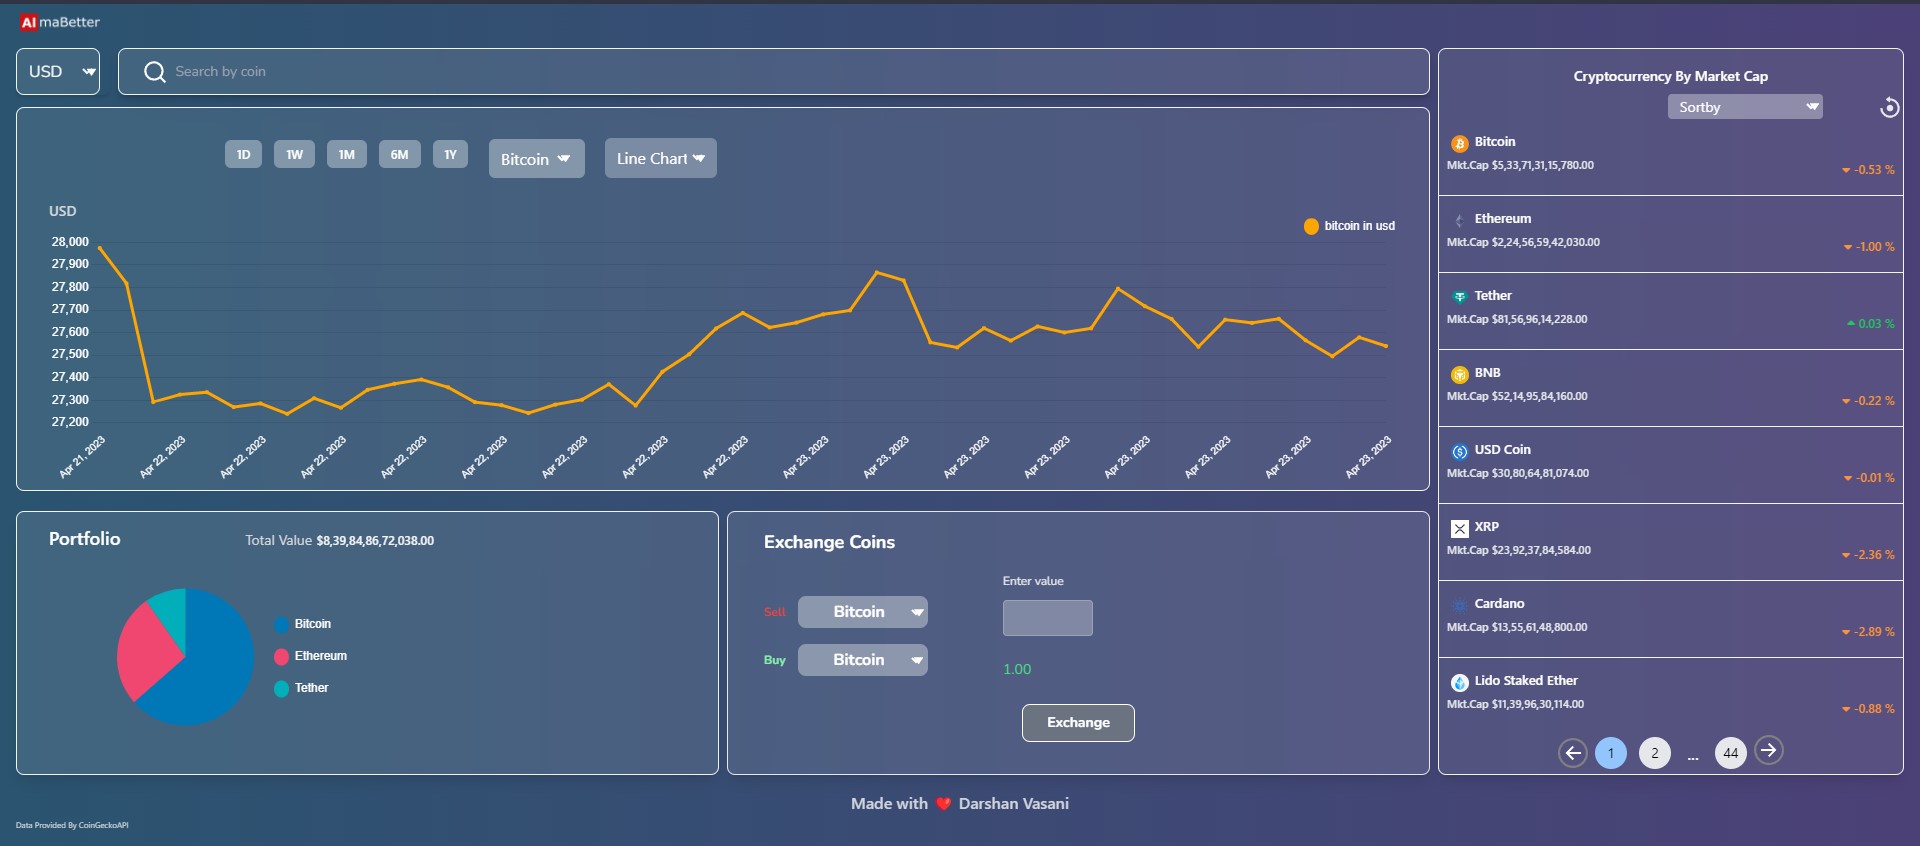 AlmaBetter
USD
Search by coin
1D 1W 1M 6M 1Y Bitcoin Line Chart
USD
bitcoin in usd
28,000
27,900
27,800
27,700
27,600
27,500
27,400
27,300
27,200
Apr 21, 2023 Apr 22, 2023 Apr 22, 2023 Apr 22, 2023 Apr 22, 2023 Apr 22, 2023 Apr 22, 2023 Apr 22, 2023 Apr 22, 2023 Apr 23, 2023 Apr 23, 2023 Apr 23, 2023 Apr 23, 2023 Apr 23, 2023 Apr 23, 2023 Apr 23, 2023 Apr 23, 2023
Portfolio
Total Value $8,39,84,86,72,038.00
Bitcoin
Ethereum
Tether
Exchange Coins
Enter value
Sell Bitcoin
Buy Bitcoin
1.00
Exchange
Cryptocurrency By Market Cap
Sortby
Bitcoin
Mkt.Cap $5,33,71,31,15,780.00
-0.53 %
Ethereum
Mkt.Cap $2,24,56,59,42,030.00
-1.00 %
Tether
Mkt.Cap $81,56,96,14,228.00
0.03 %
BNB
Mkt.Cap $52,14,95,84,160.00
-0.22 %
USD Coin
Mkt.Cap $30,80,64,81,074.00
-0.01 %
XRP
Mkt.Cap $23,92,37,84,584.00
-2.36 %
Cardano
Mkt.Cap $13,55,61,48,800.00
-2.89 %
Lido Staked Ether
Mkt.Cap $11,39,96,30,114.00
-0.88 %
1 2 ... 44
Made with ❤️ Darshan Vasani
Data Provided By CoinGeckoAPI